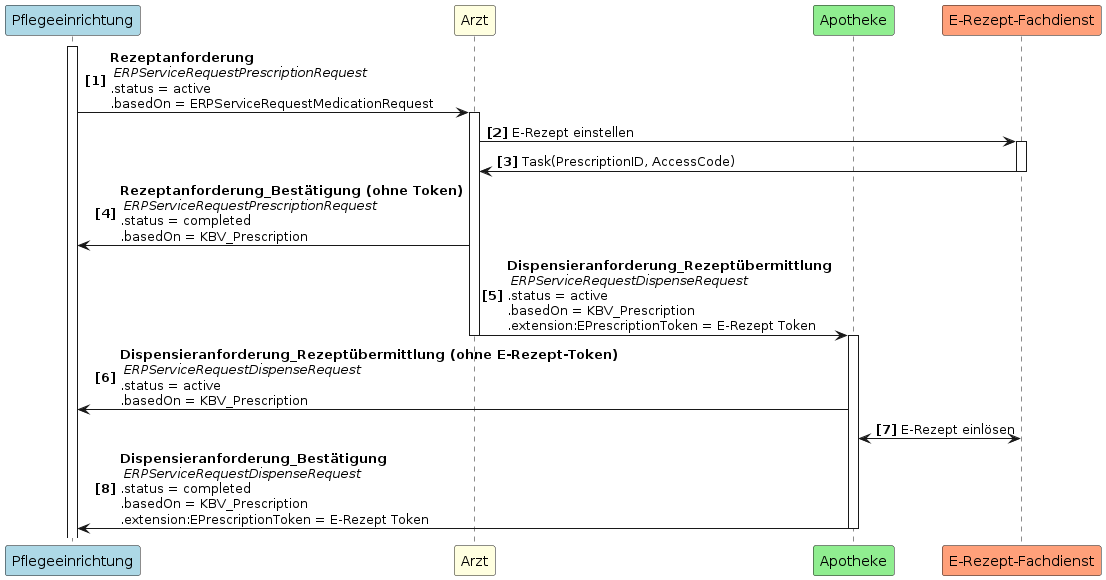 Pflegeeinrichtung
Arzt
Apotheke
E-Rezept-Fachdienst
[1]
Rezeptanforderung
ERPServiceRequestPrescriptionRequest
.status = active
.basedOn = ERPServiceRequestMedicationRequest
[2] E-Rezept einstellen
[3] Task(PrescriptionID, AccessCode)
[4]
Rezeptanforderung_Bestätigung (ohne Token)
ERPServiceRequestPrescriptionRequest
.status = completed
.basedOn = KBV_Prescription
[5]
Dispensieranforderung_Rezeptübermittlung
ERPServiceRequestDispenseRequest
.status = active
.basedOn = KBV_Prescription
.extension:EPrescriptionToken = E-Rezept Token
[6]
Dispensieranforderung_Rezeptübermittlung (ohne E-Rezept-Token)
ERPServiceRequestDispenseRequest
.status = active
.basedOn = KBV_Prescription
[7] E-Rezept einlösen
[8]
Dispensieranforderung_Bestätigung
ERPServiceRequestDispenseRequest
.status = completed
.basedOn = KBV_Prescription
.extension:EPrescriptionToken = E-Rezept Token
Pflegeeinrichtung
Arzt
Apotheke
E-Rezept-Fachdienst